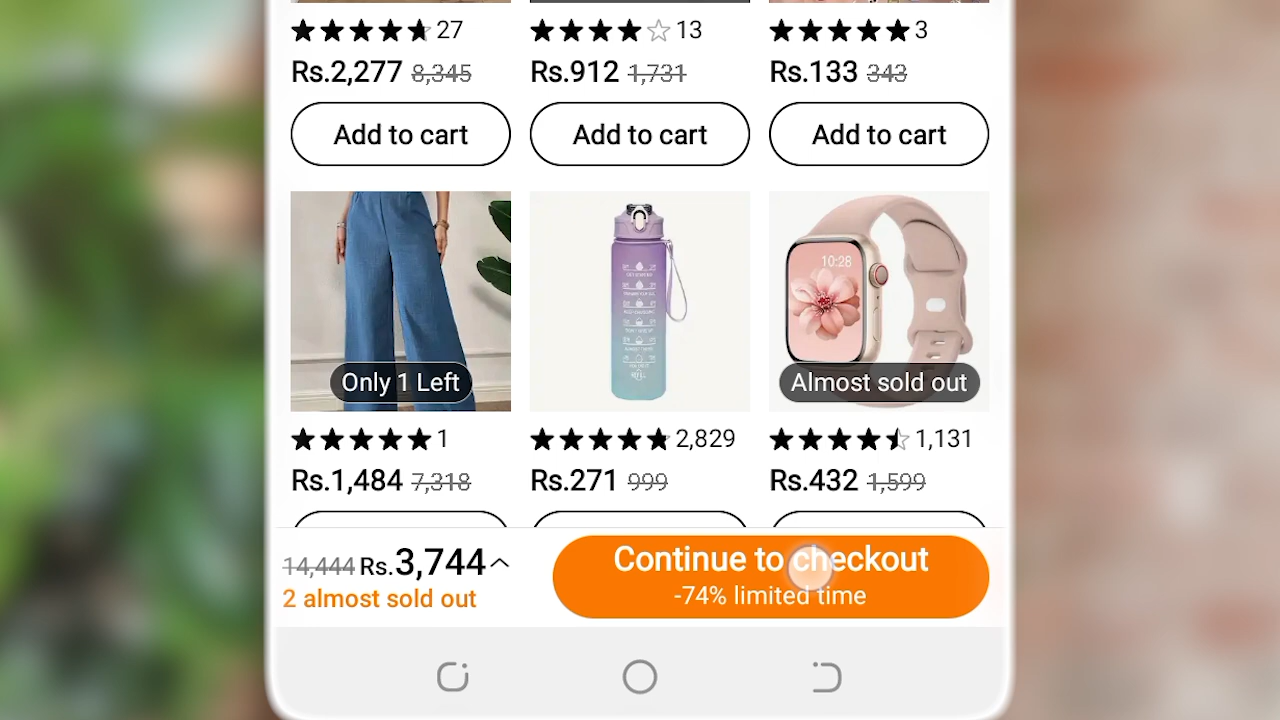 27
13
3
Rs.2,277 8,345
Rs.912 1,731
Rs.133 343
Add to cart
Add to cart
Add to cart
10:28
Only 1 Left
Almost sold out
1
2,829
1,131
Rs.1,484 7,318
Rs.271 999
Rs.432 1,599
14,444 Rs.3,744
2 almost sold out
Continue to checkout
-74% limited time